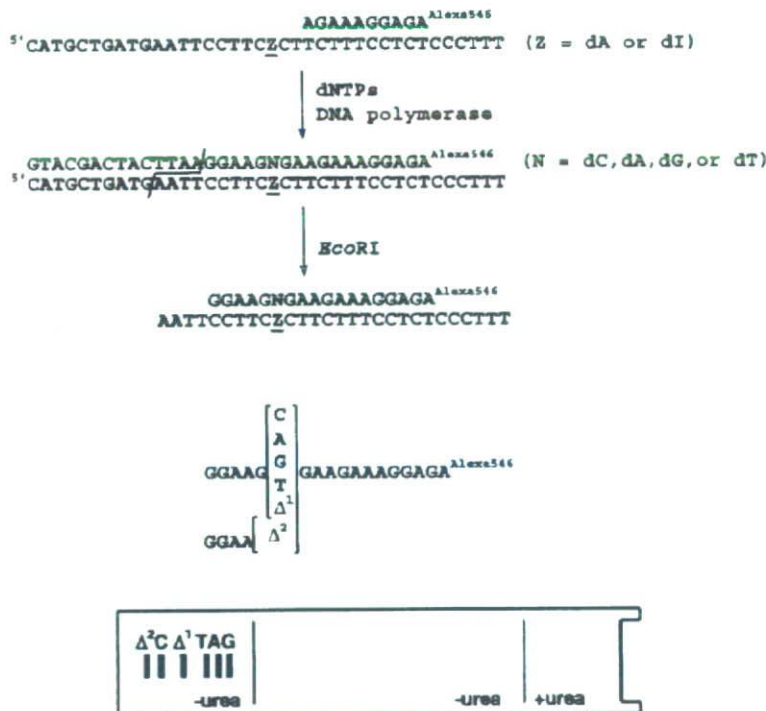 AGAAAGGAGA Alexa546
5' CATGCTGATGAATTCCTTCZCTTCTTTCCTCTCCCTTT (Z = dA or dI)
dNTPs
DNA polymerase
GTACGACTACTTAAGGAAGNGAAGAAAGGAGA Alexa546 (N = dC,dA,dG,or dT)
5' CATGCTGATGAATTCCTTCZCTTCTTTCCTCTCCCTTT
EcoRI
GGAAGNGAAGAAAGGAGA Alexa546
AATTCCTTCZCTTCTTTCCTCTCCCTTT
C
A
G
GGAAG GAAGAAAGGAGA Alexa546
T
Δ1
GGAA Δ2
Δ2C Δ1 TAG
-urea -urea +urea